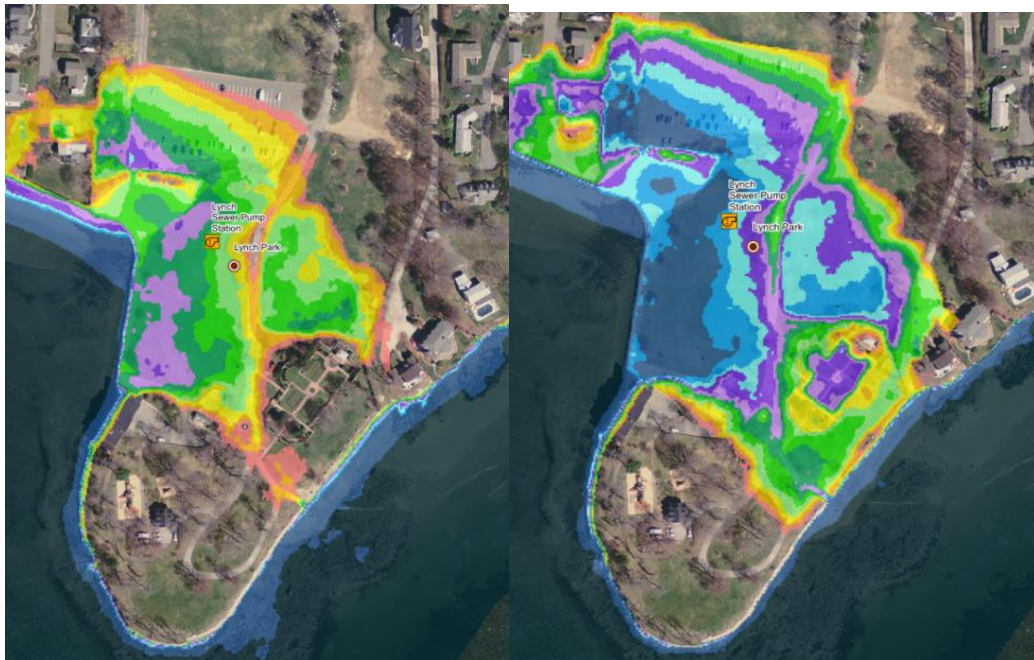 Lynch
Sewer Pump
Station
Lynch Park
Lynch
Sewer Pump
Station
Lynch Park